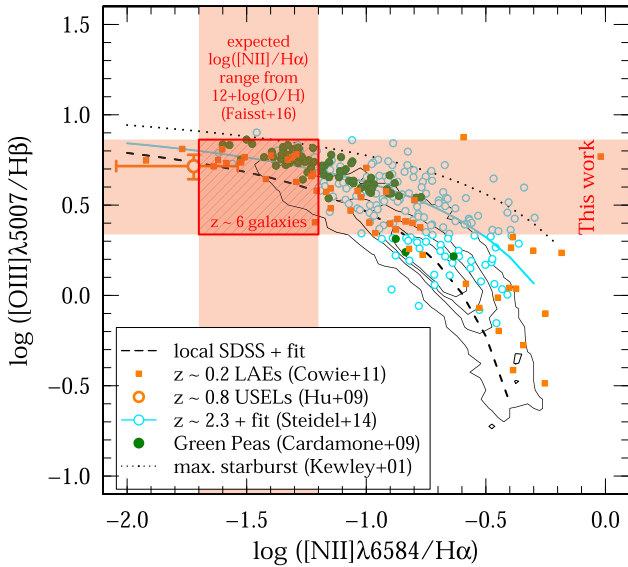 expected
log([NII]/Hα)
range from
12+log(O/H)
(Faisst+16)
This work
z ~ 6 galaxies
local SDSS + fit
z ~ 0.2 LAEs (Cowie+11)
z ~ 0.8 USELs (Hu+09)
z ~ 2.3 + fit (Steidel+14)
Green Peas (Cardamone+09)
max. starburst (Kewley+01)
log ([OIII]λ5007/Hβ)
1.5
1.0
0.5
0.0
-0.5
-1.0
-2.0 -1.5 -1.0 -0.5 0.0
log ([NII]λ6584/Hα)